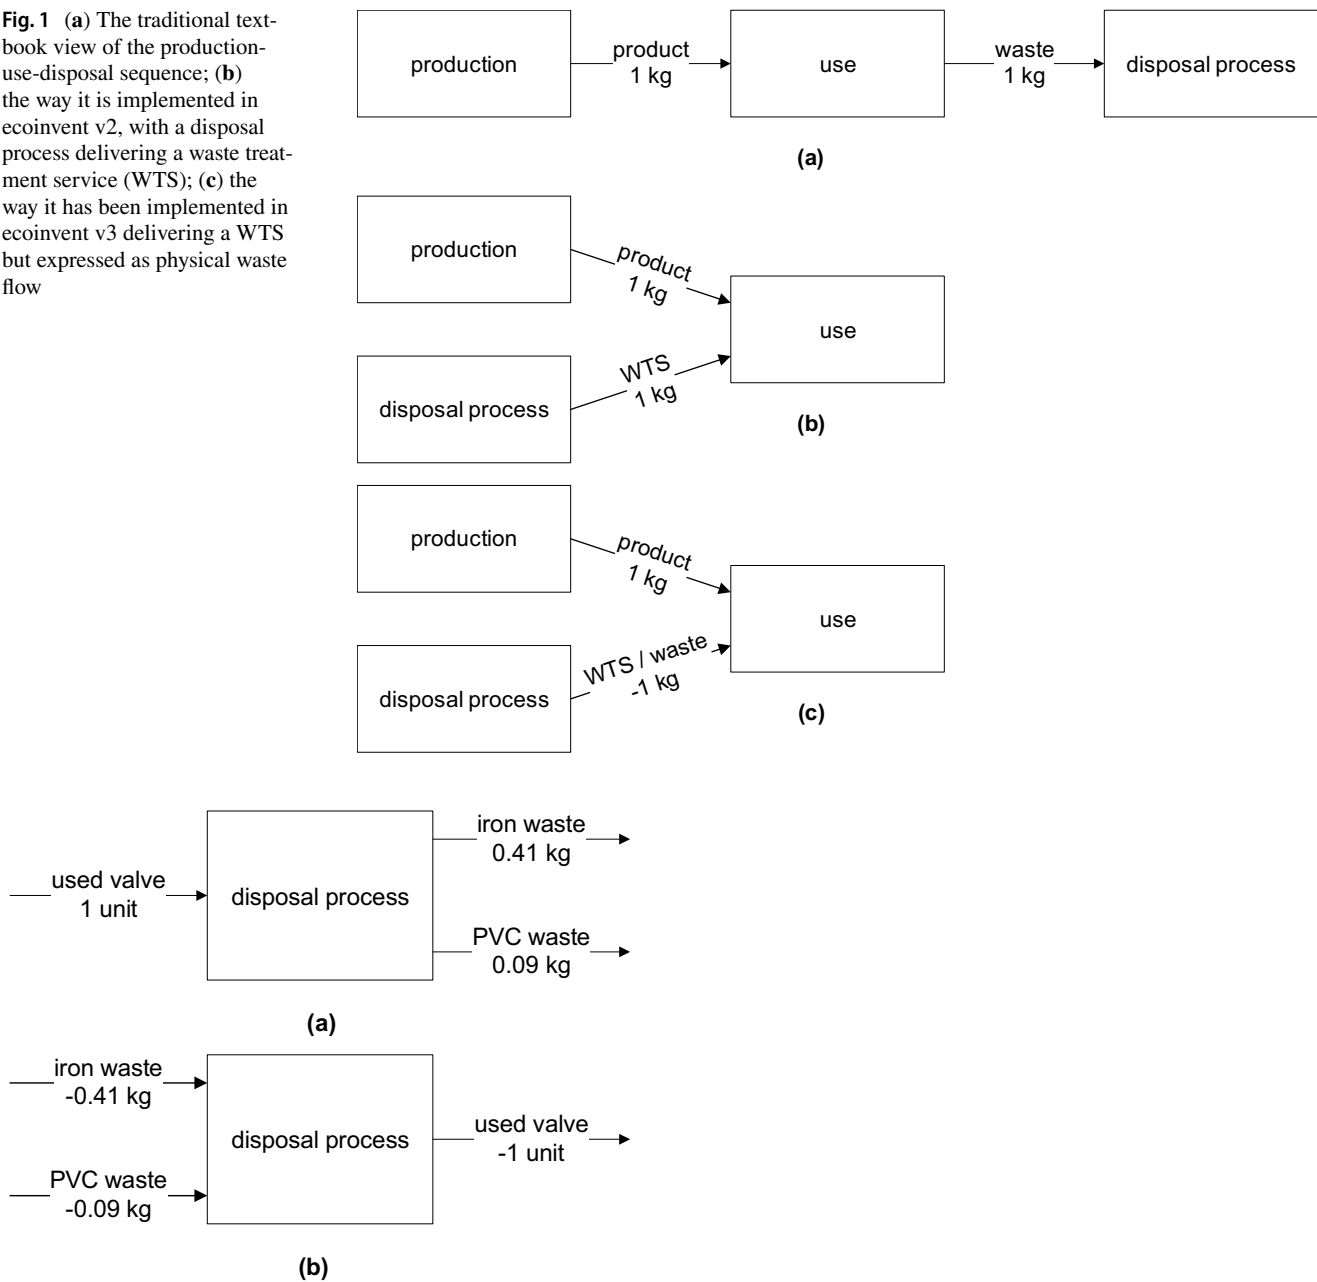 Fig. 1 (a) The traditional text-
book view of the production-
use-disposal sequence; (b)
the way it is implemented in
ecoinvent v2, with a disposal
process delivering a waste treat-
ment service (WTS); (c) the
way it has been implemented in
ecoinvent v3 delivering a WTS
but expressed as physical waste
flow
production
product
1 kg
use
waste
1 kg
disposal process
(a)
production
product
1 kg
use
disposal process
WTS
1 kg
(b)
production
product
1 kg
use
disposal process
WTS / waste
-1 kg
(c)
used valve
1 unit
disposal process
iron waste
0.41 kg
PVC waste
0.09 kg
(a)
iron waste
-0.41 kg
PVC waste
-0.09 kg
disposal process
used valve
-1 unit
(b)